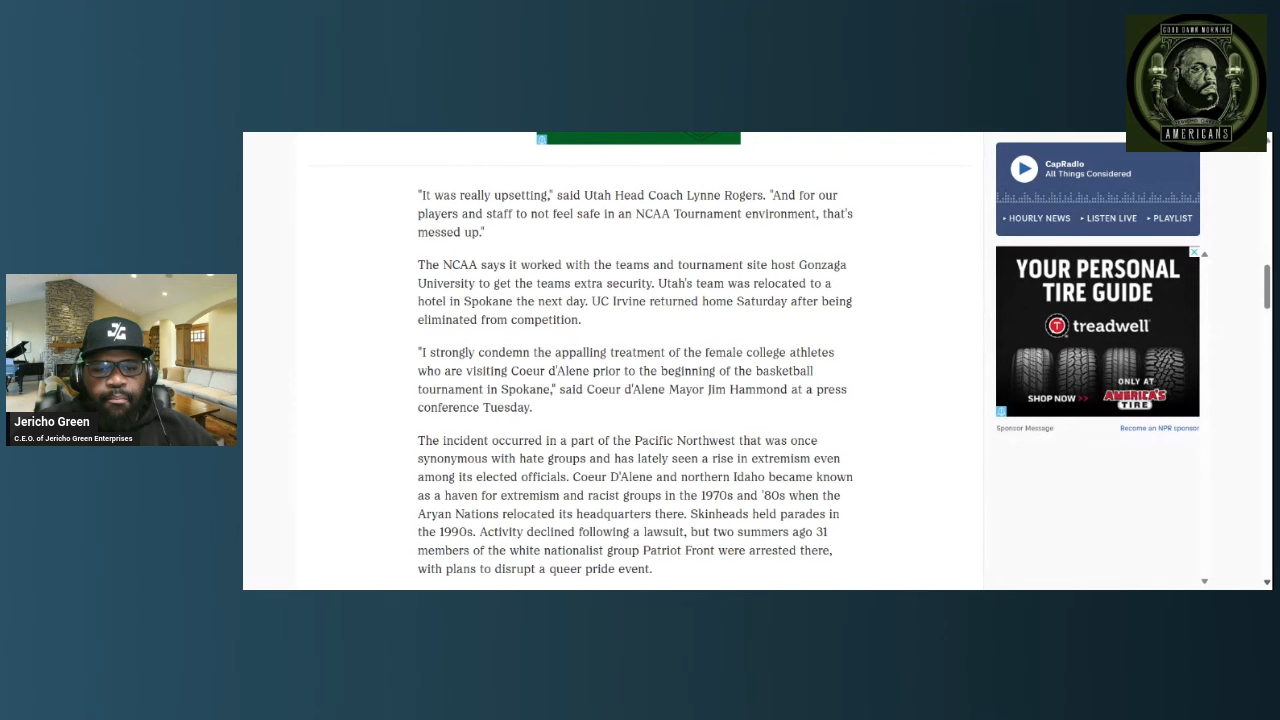 GOOD DAMN MORNING
AMERICANS
"It was really upsetting," said Utah Head Coach Lynne Rogers. "And for our
players and staff to not feel safe in an NCAA Tournament environment, that's
messed up."
The NCAA says it worked with the teams and tournament site host Gonzaga
University to get the teams extra security. Utah's team was relocated to a
hotel in Spokane the next day. UC Irvine returned home Saturday after being
eliminated from competition.
"I strongly condemn the appalling treatment of the female college athletes
who are visiting Coeur d'Alene prior to the beginning of the basketball
tournament in Spokane," said Coeur d'Alene Mayor Jim Hammond at a press
conference Tuesday.
The incident occurred in a part of the Pacific Northwest that was once
synonymous with hate groups and has lately seen a rise in extremism even
among its elected officials. Coeur D'Alene and northern Idaho became known
as a haven for extremism and racist groups in the 1970s and '80s when the
Aryan Nations relocated its headquarters there. Skinheads held parades in
the 1990s. Activity declined following a lawsuit, but two summers ago 31
members of the white nationalist group Patriot Front were arrested there,
with plans to disrupt a queer pride event.
CapRadio
All Things Considered
HOURLY NEWS LISTEN LIVE PLAYLIST
YOUR PERSONAL
TIRE GUIDE
treadwell
ONLY AT
SHOP NOW >> AMERICA'S
TIRE
Sponsor Message Become an NPR sponsor
Jericho Green
C.E.O. of Jericho Green Enterprises